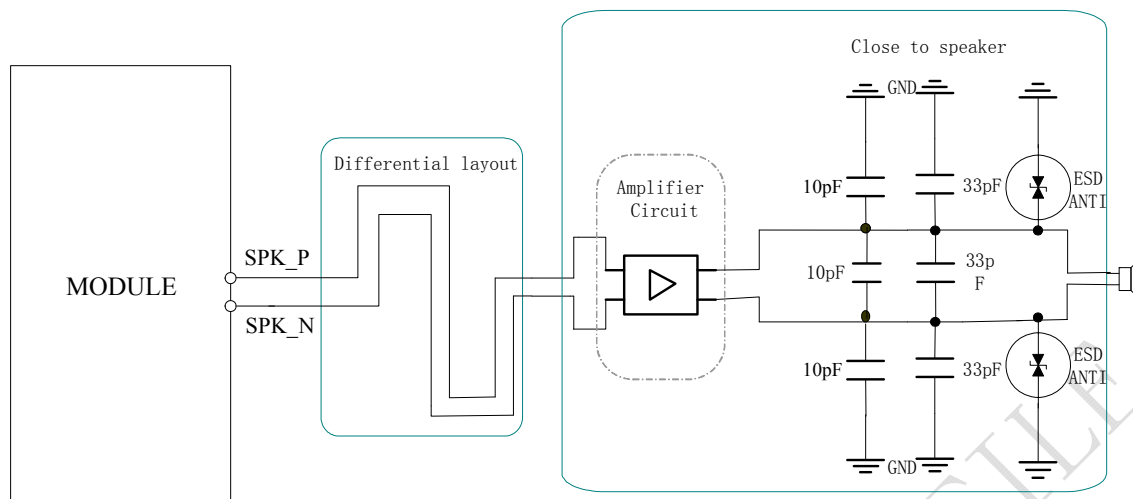 Close to speaker
GND
Differential layout
Amplifier
Circuit
10pF
33pF
ESD
ANTI
SPK_P
MODULE
10pF
33p
F
SPK_N
10pF
33pF
ESD
ANTI
GND